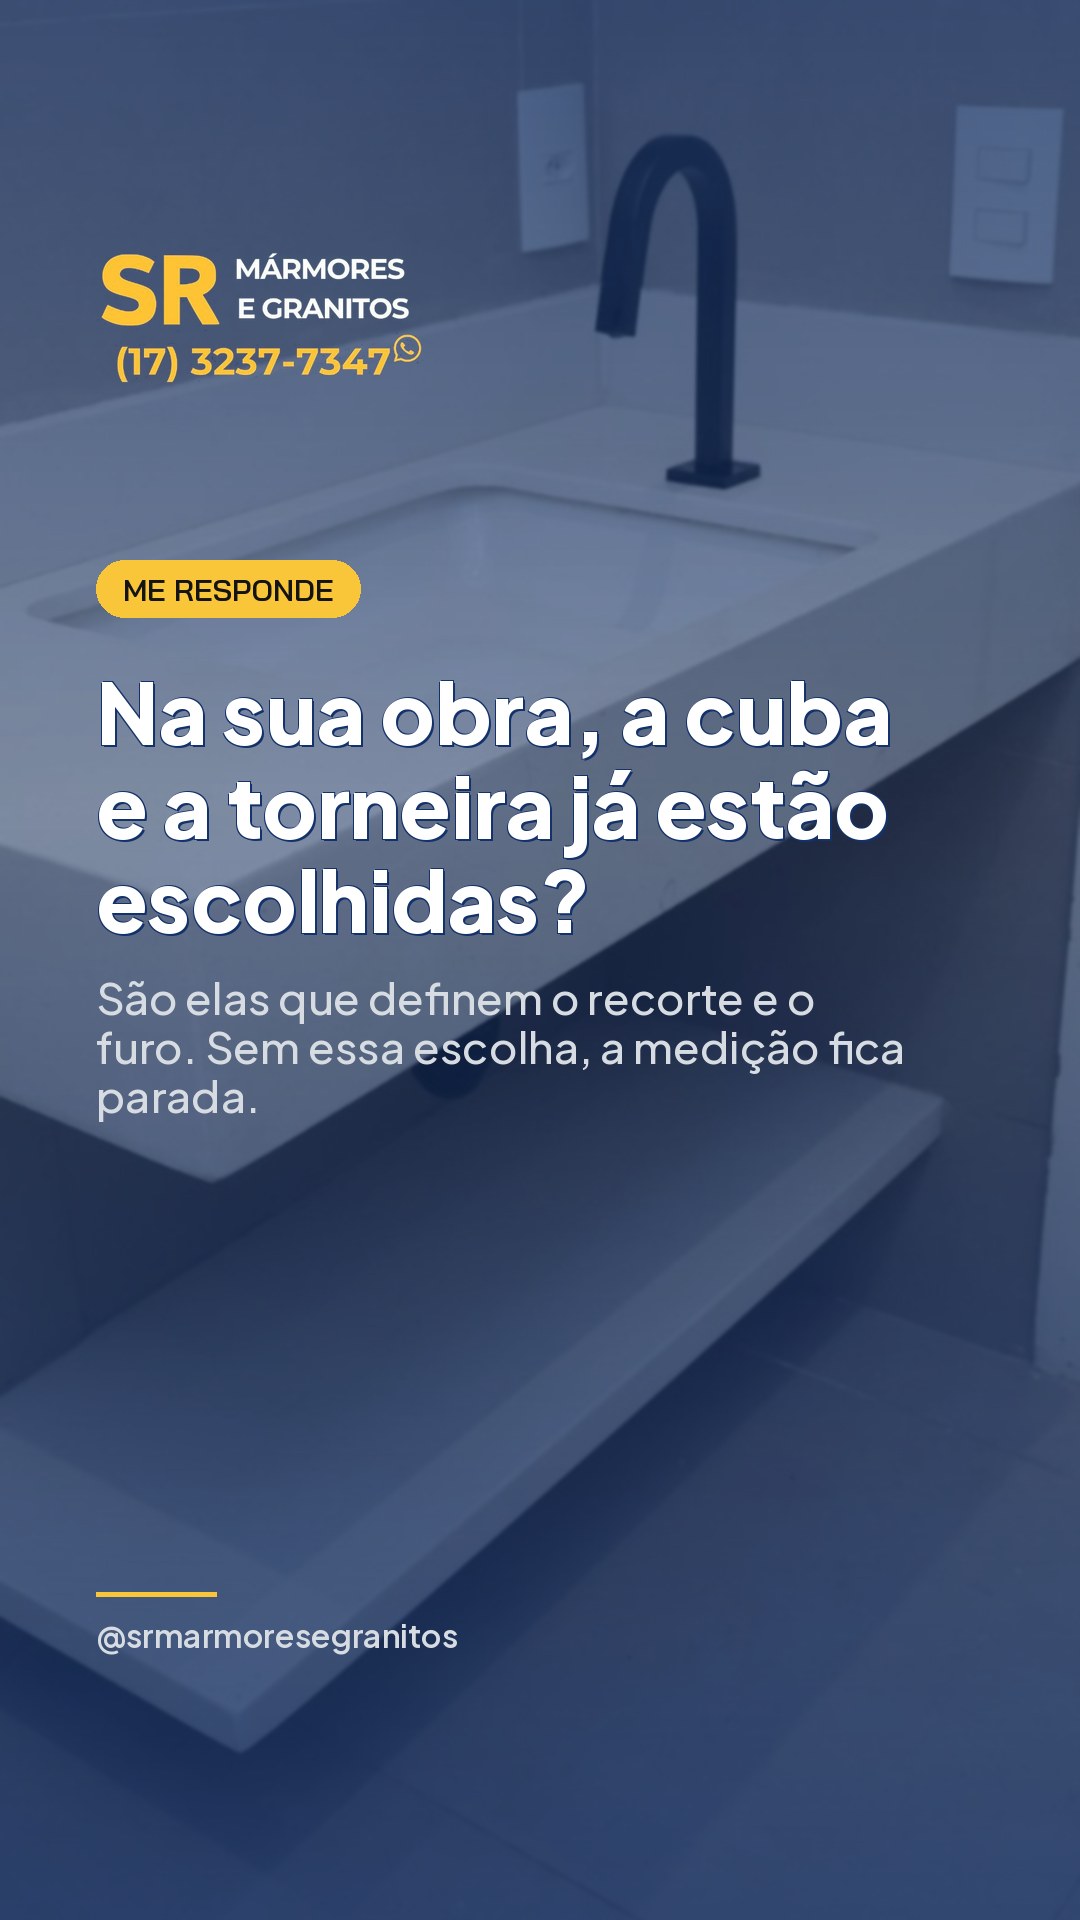 SR MÁRMORES
E GRANITOS
(17) 3237-7347
ME RESPONDE
Na sua obra, a cuba
e a torneira já estão
escolhidas?
São elas que definem o recorte e o
furo. Sem essa escolha, a medição fica
parada.
@srmarmoresegranitos